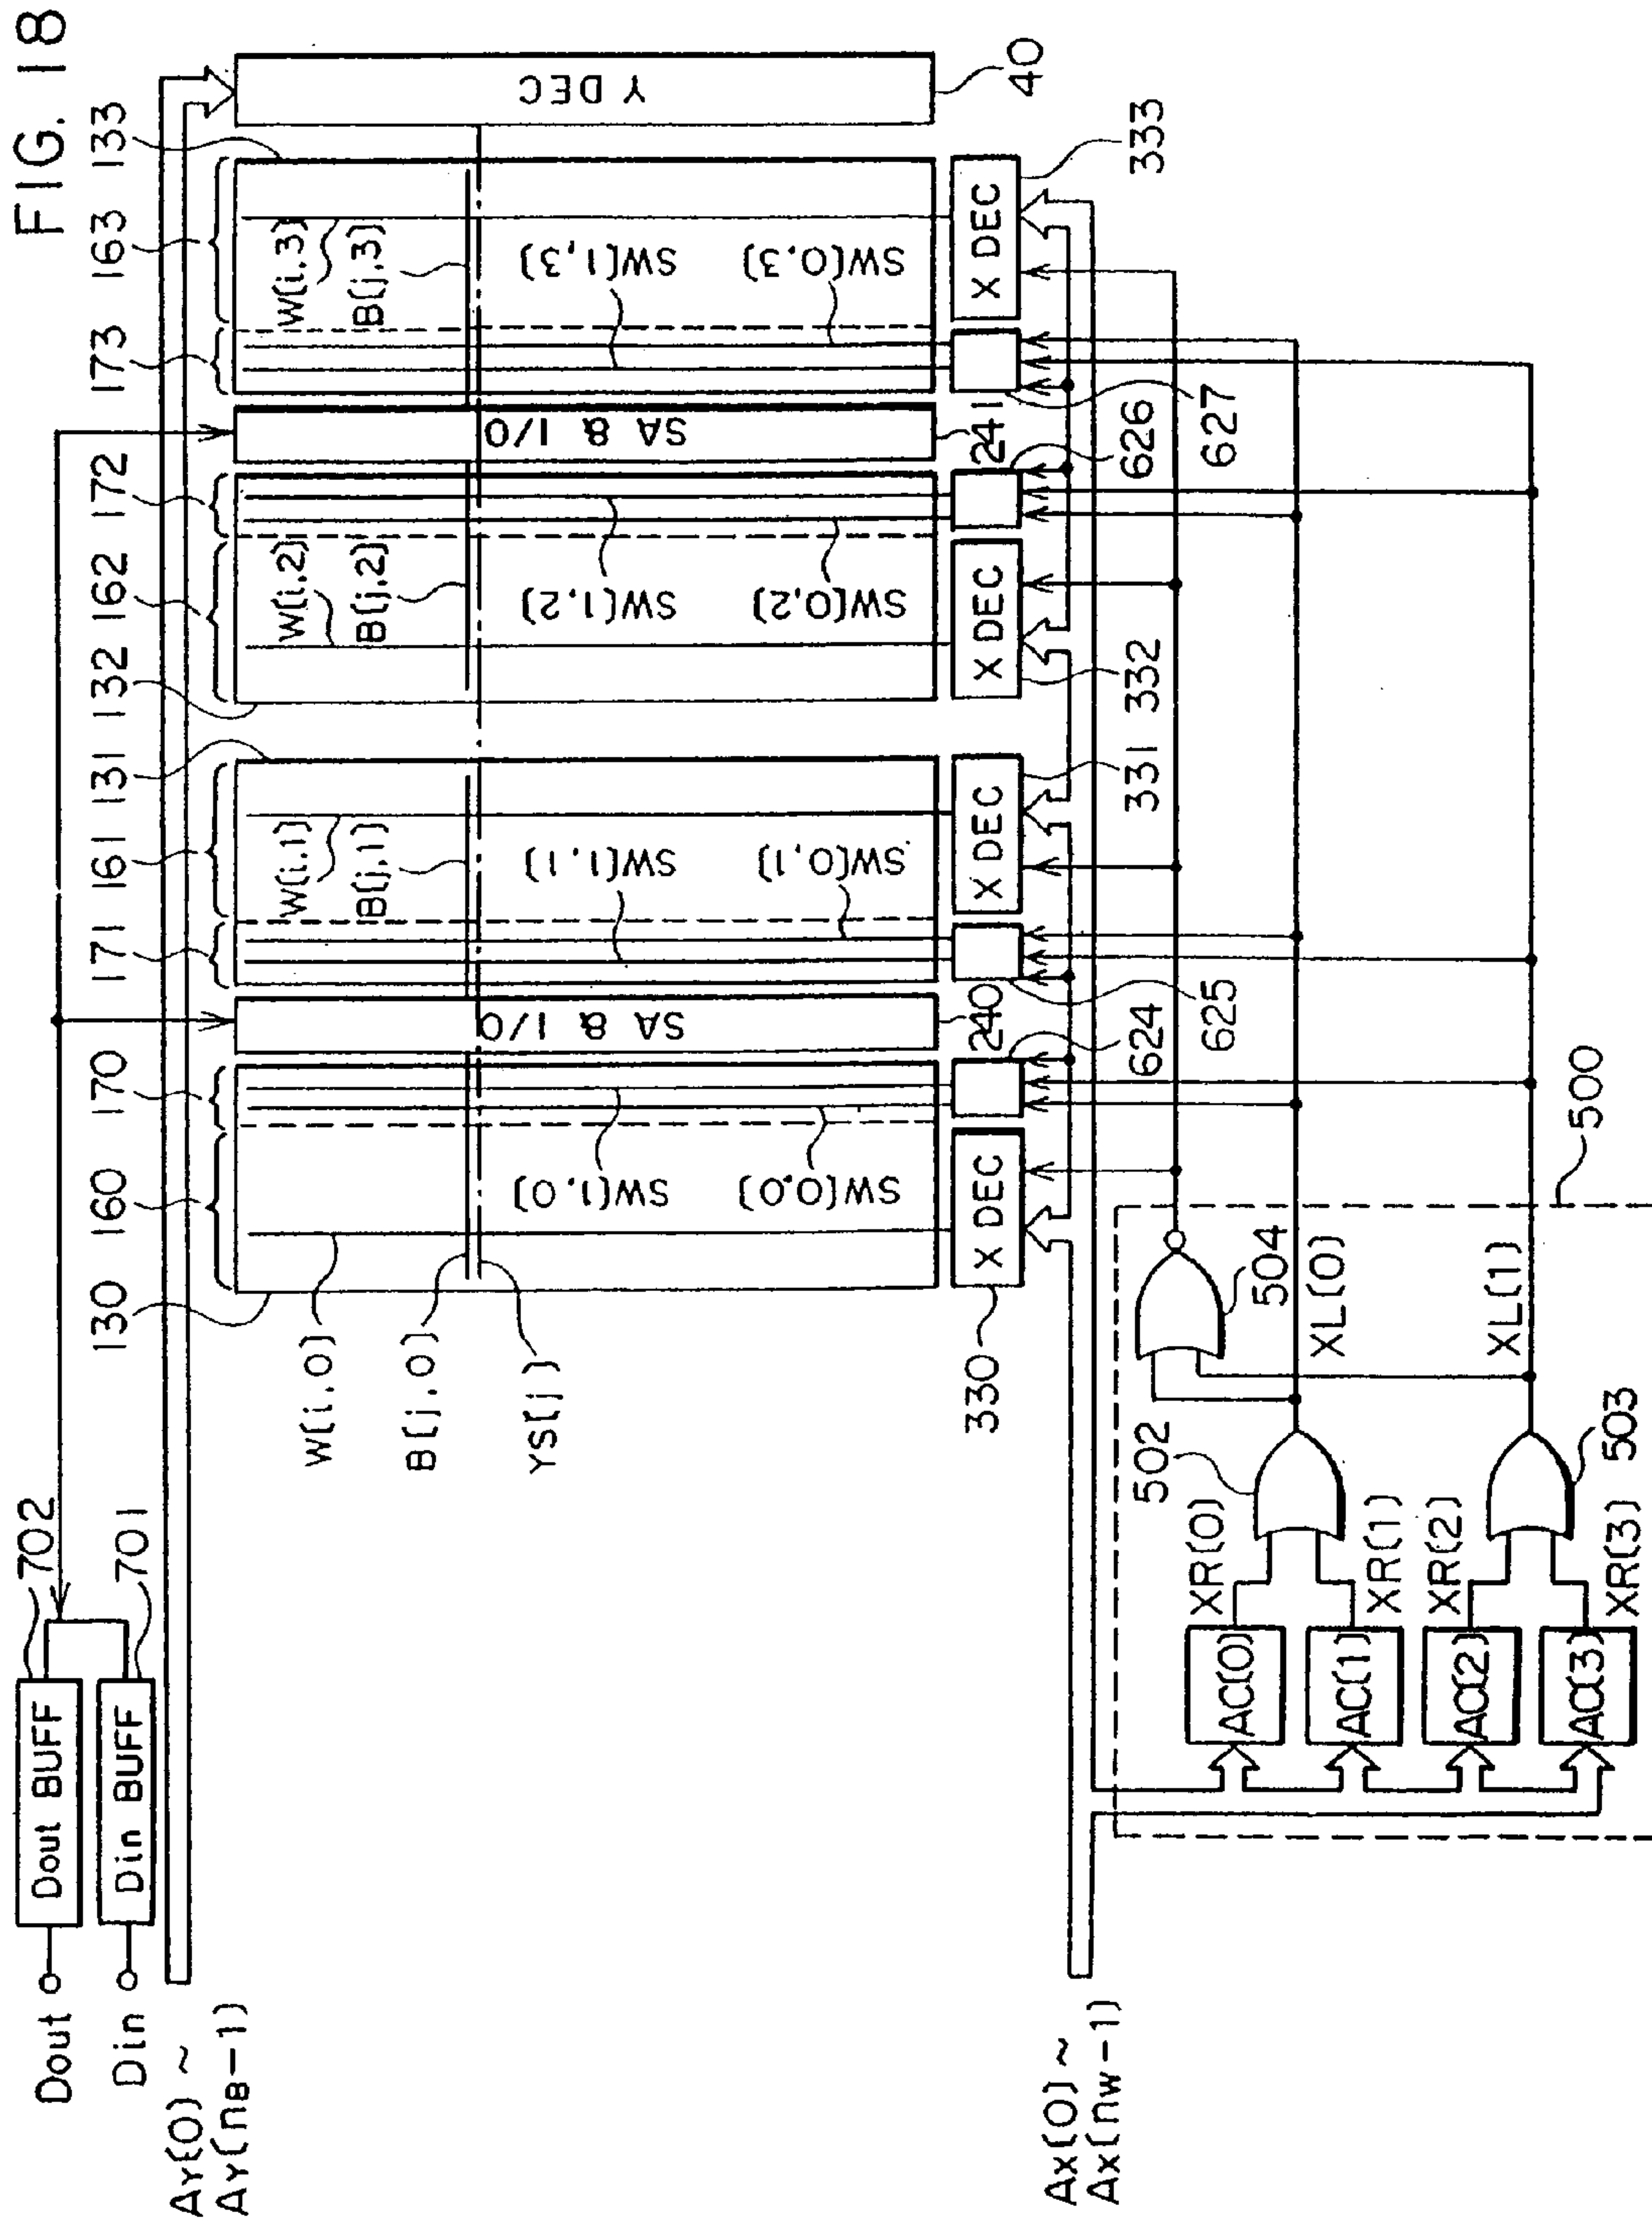 FIG. 18
Dout
Dout BUFF
702
Din
Din BUFF
701
AY(0) ~
AY(nB-1)
130
160
170
171
161
131
132
162
172
173
163
133
W(i,0)
B(j,0)
YS(j)
W(i,1)
B(j,1)
W(i,2)
B(j,2)
W(i,3)
B(j,3)
SW(1,0)
SW(0,0)
SA & I/O
SW(1,1)
SW(0,1)
SW(1,2)
SW(0,2)
SA & I/O
SW(1,3)
SW(0,3)
Y DEC
40
330
X DEC
240
X DEC
X DEC
241
X DEC
624
625
331
332
626
627
333
AX(0) ~
AX(nW-1)
500
504
502
XL(0)
XR(0)
AC(0)
XR(1)
AC(1)
XL(1)
XR(2)
AC(2)
503
XR(3)
AC(3)